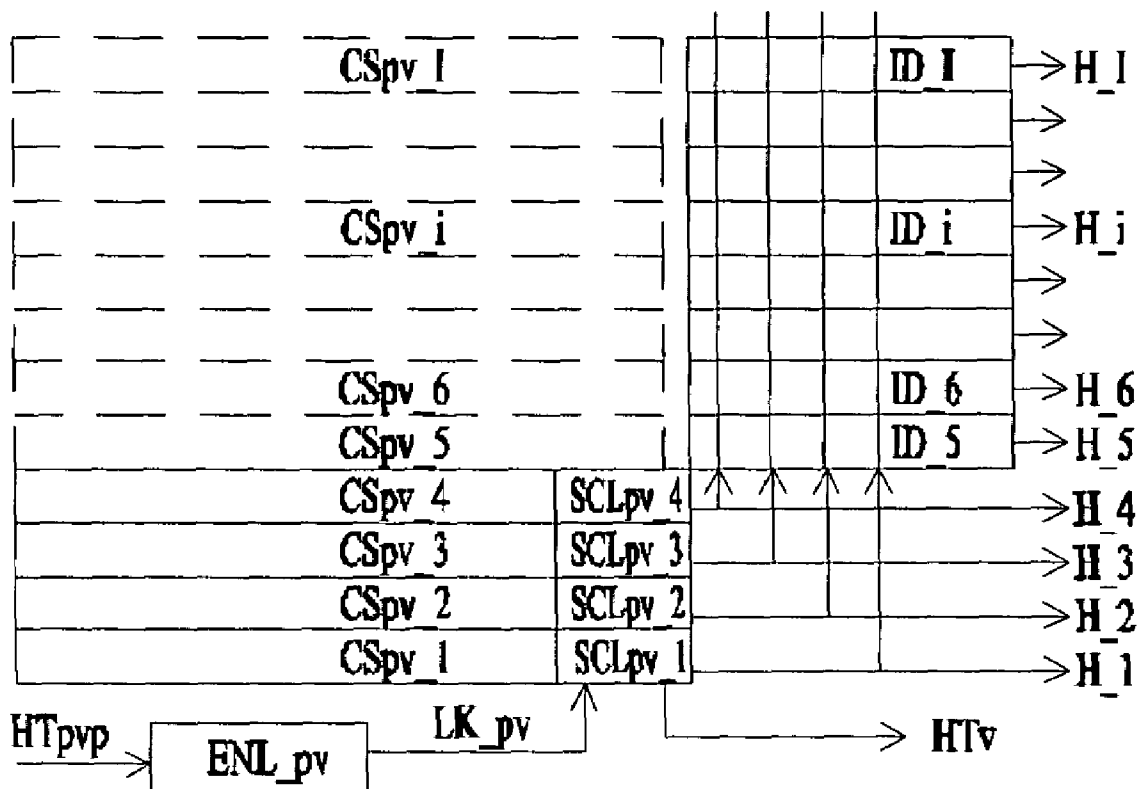 CSpv_I ID_I H_I
CSpv_i ID_i H_i
CSpv_6 ID_6 H_6
CSpv_5 ID_5 H_5
CSpv_4 SCLpv_4 H_4
CSpv_3 SCLpv_3 H_3
CSpv_2 SCLpv_2 H_2
CSpv_1 SCLpv_1 H_1
HTpvp ENL_pv LK_pv HTv